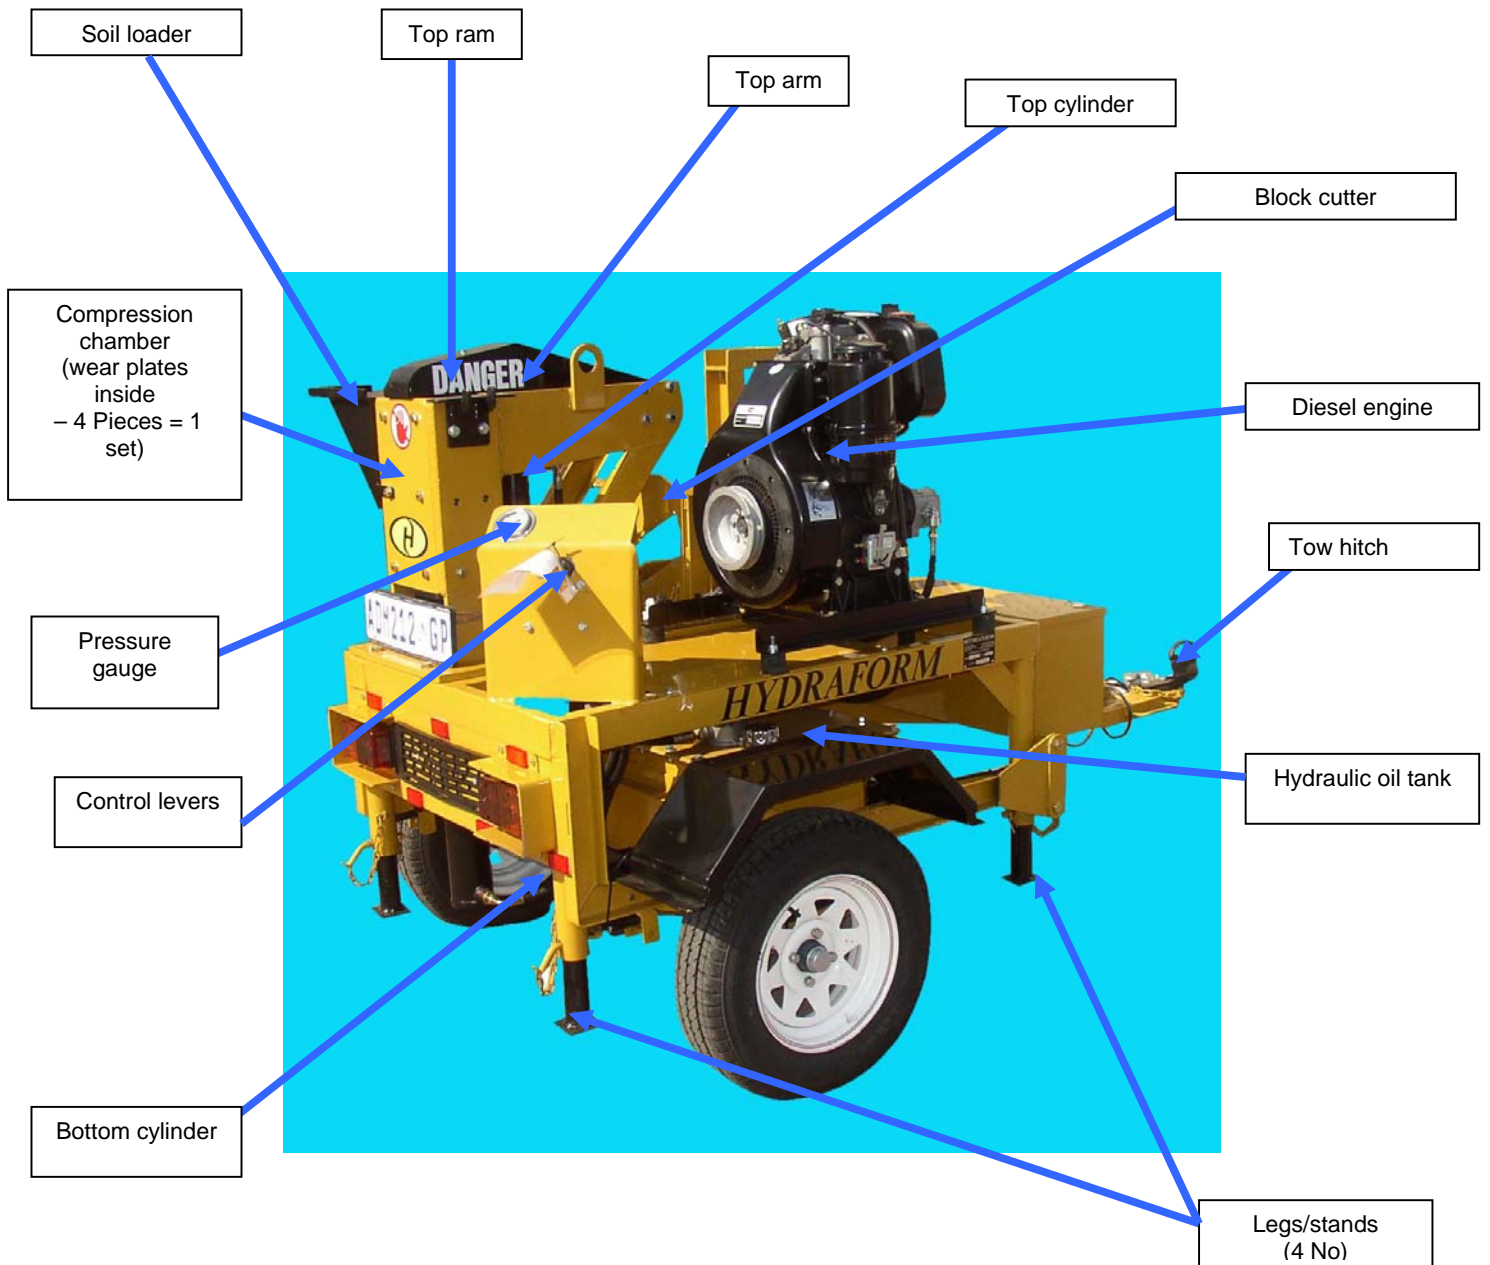 Soil loader
Top ram
Top arm
Top cylinder
Block cutter
Compression
chamber
(wear plates
inside
– 4 Pieces = 1
set)
DANGER
Diesel engine
H
Tow hitch
Pressure
gauge
ADM212 GP
HYDRAFORM
Hydraulic oil tank
Control levers
Bottom cylinder
Legs/stands
(4 No)